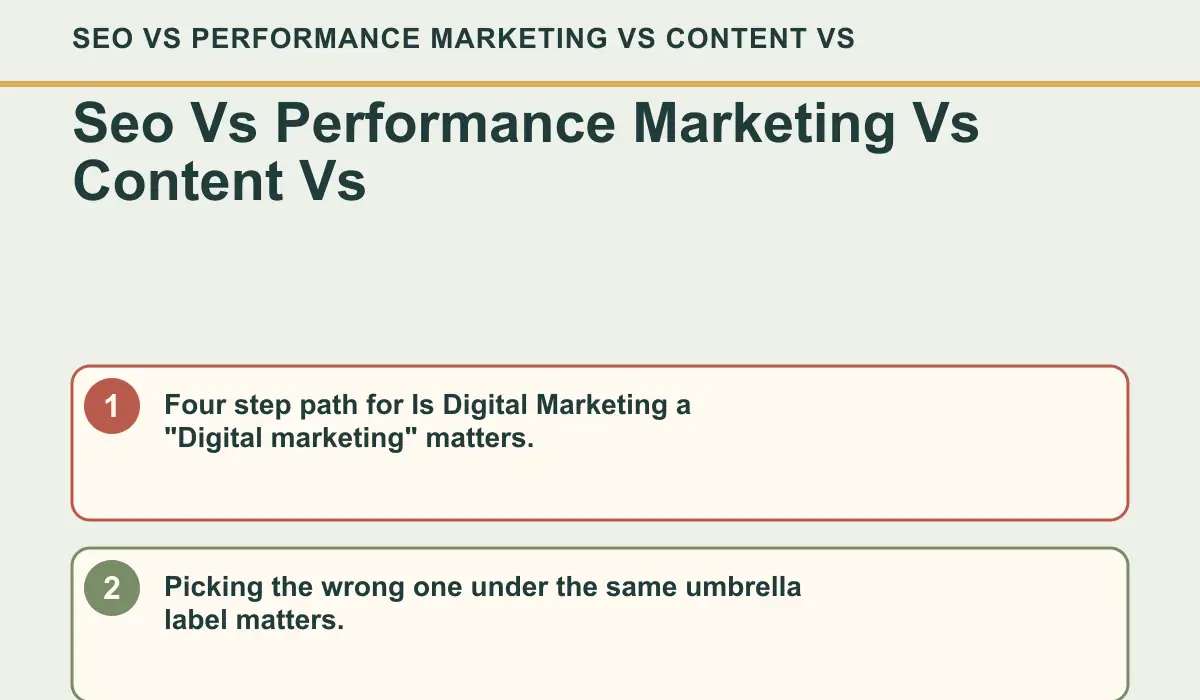 SEO VS PERFORMANCE MARKETING VS CONTENT VS
Seo Vs Performance Marketing Vs
Content Vs
1
Four step path for Is Digital Marketing a
"Digital marketing" matters.
2
Picking the wrong one under the same umbrella
label matters.